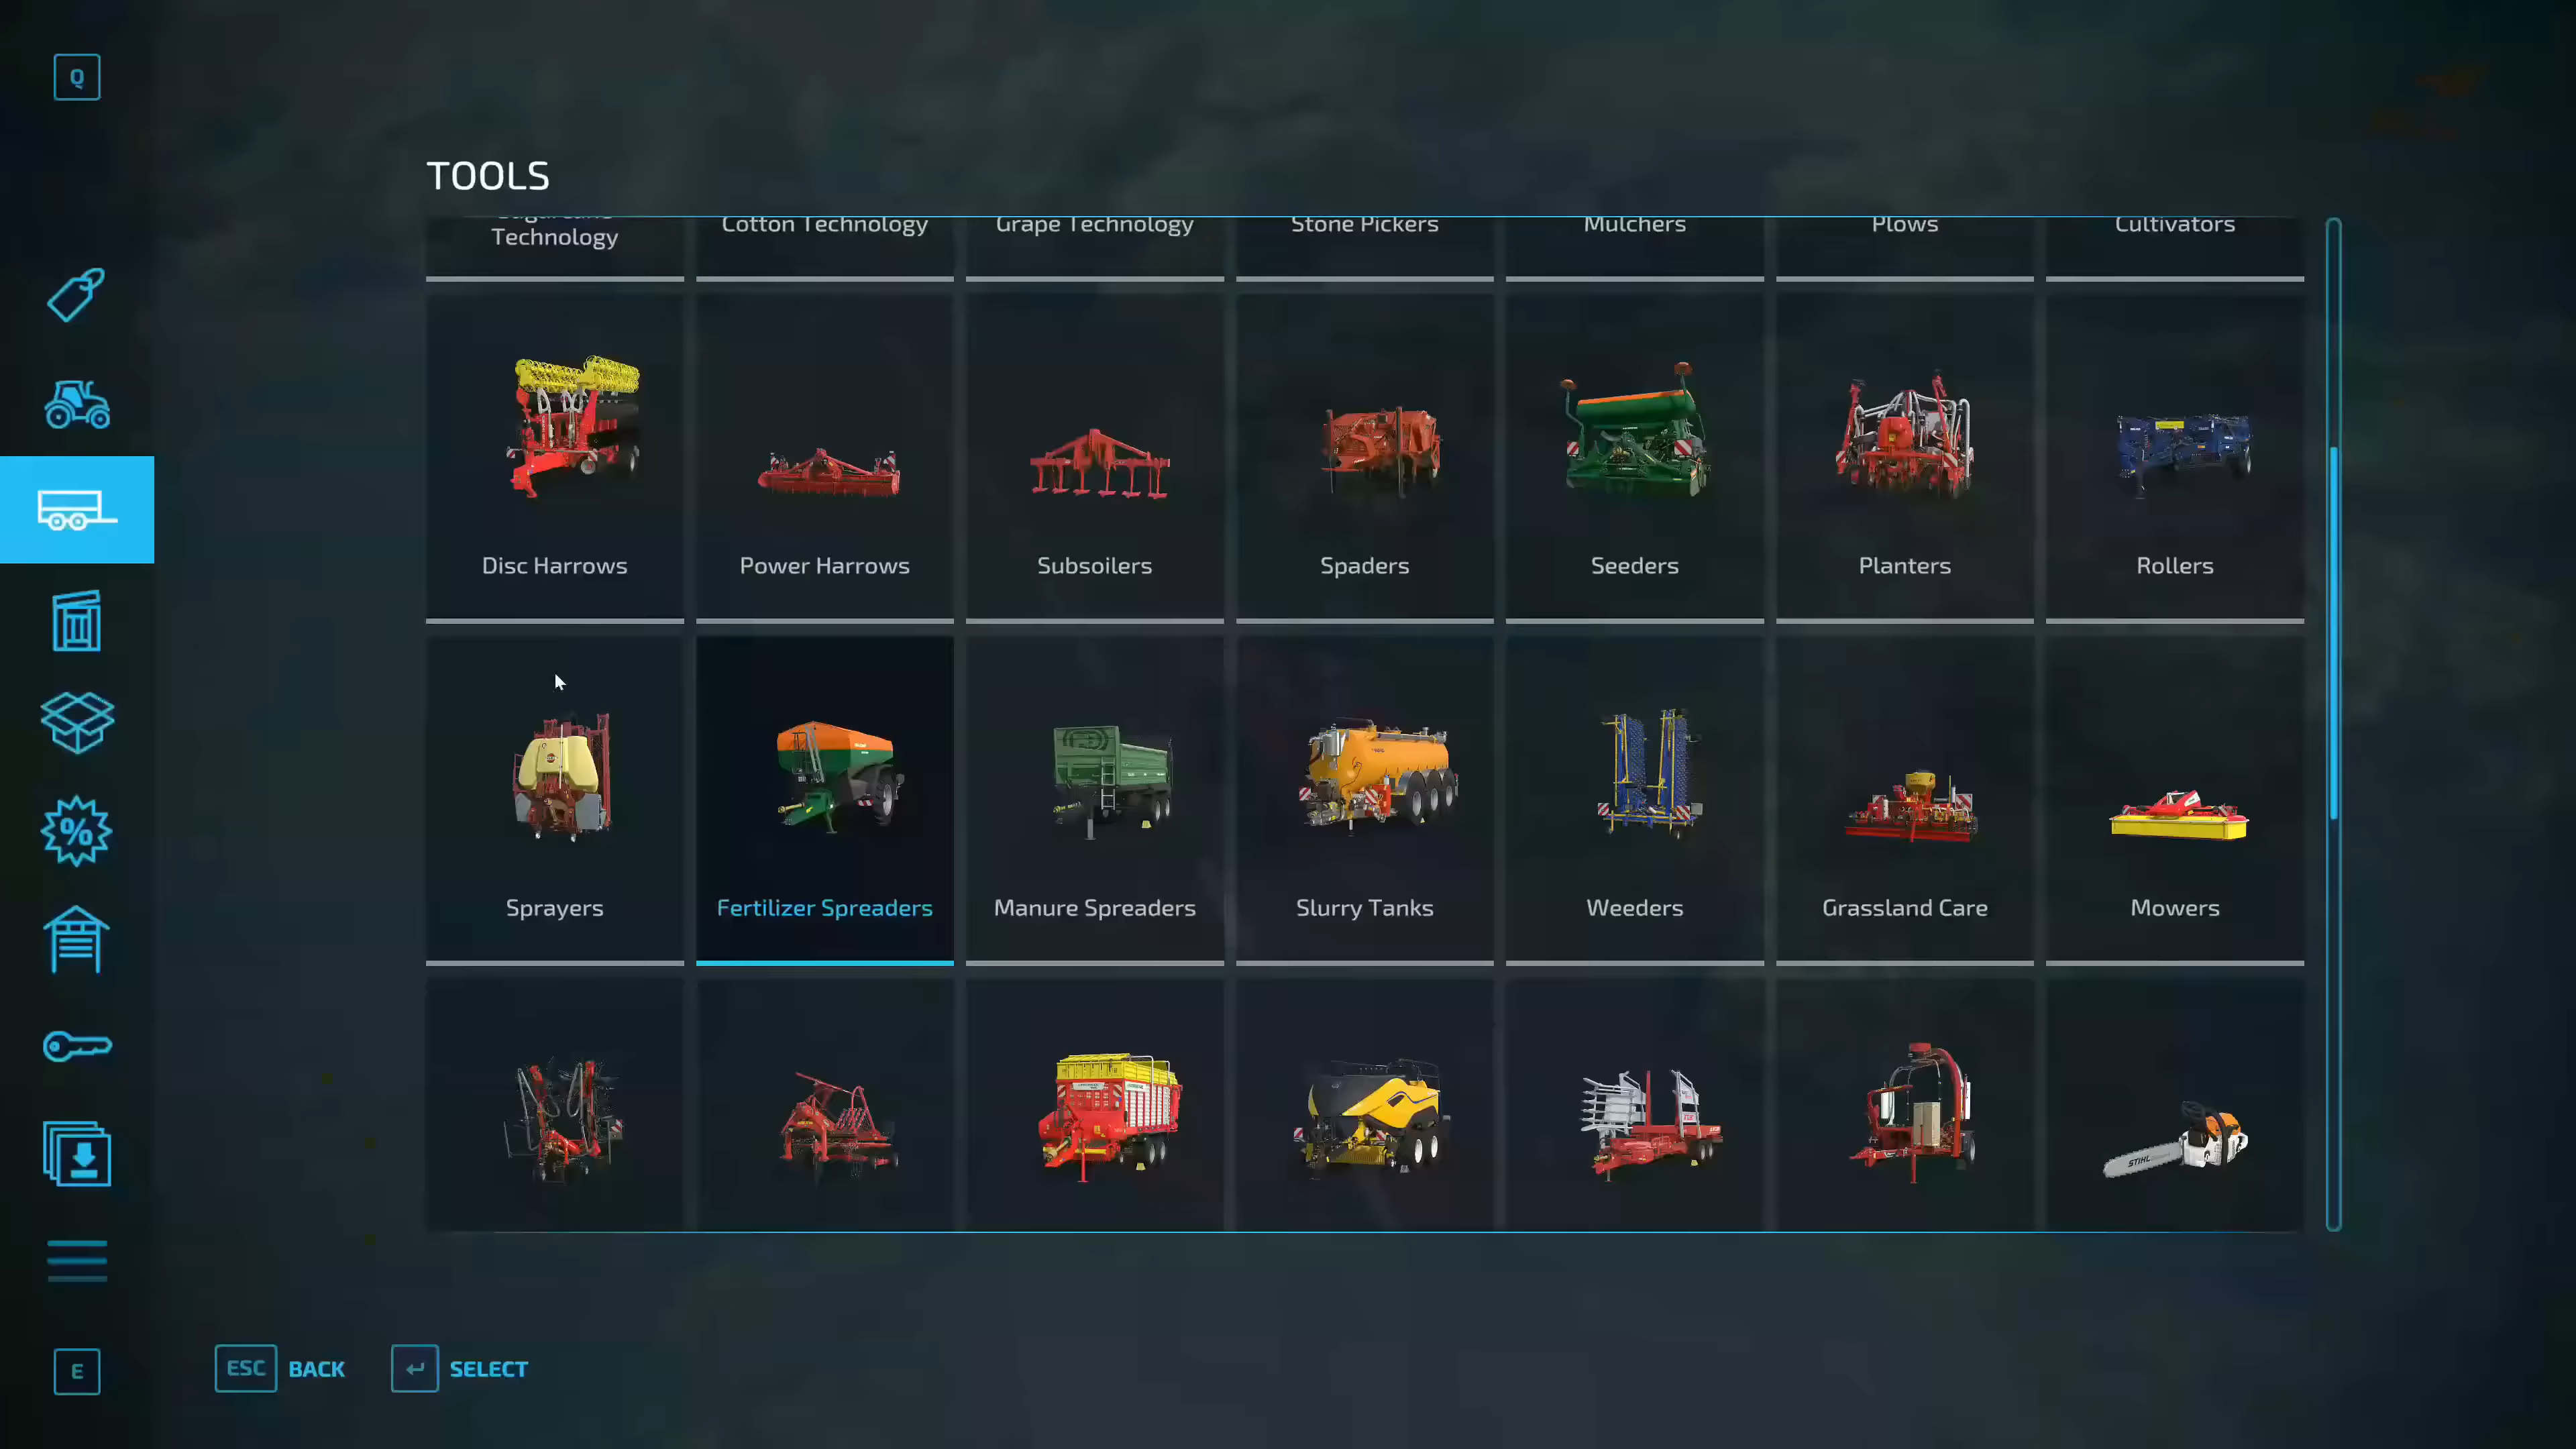 Q
TOOLS
Sugarcane Technology
Cotton Technology
Grape Technology
Stone Pickers
Mulchers
Plows
Cultivators
Disc Harrows
Power Harrows
Subsoilers
Spaders
Seeders
Planters
Rollers
Sprayers
Fertilizer Spreaders
Manure Spreaders
Slurry Tanks
Weeders
Grassland Care
Mowers
STIHL
%
E
ESC BACK
SELECT